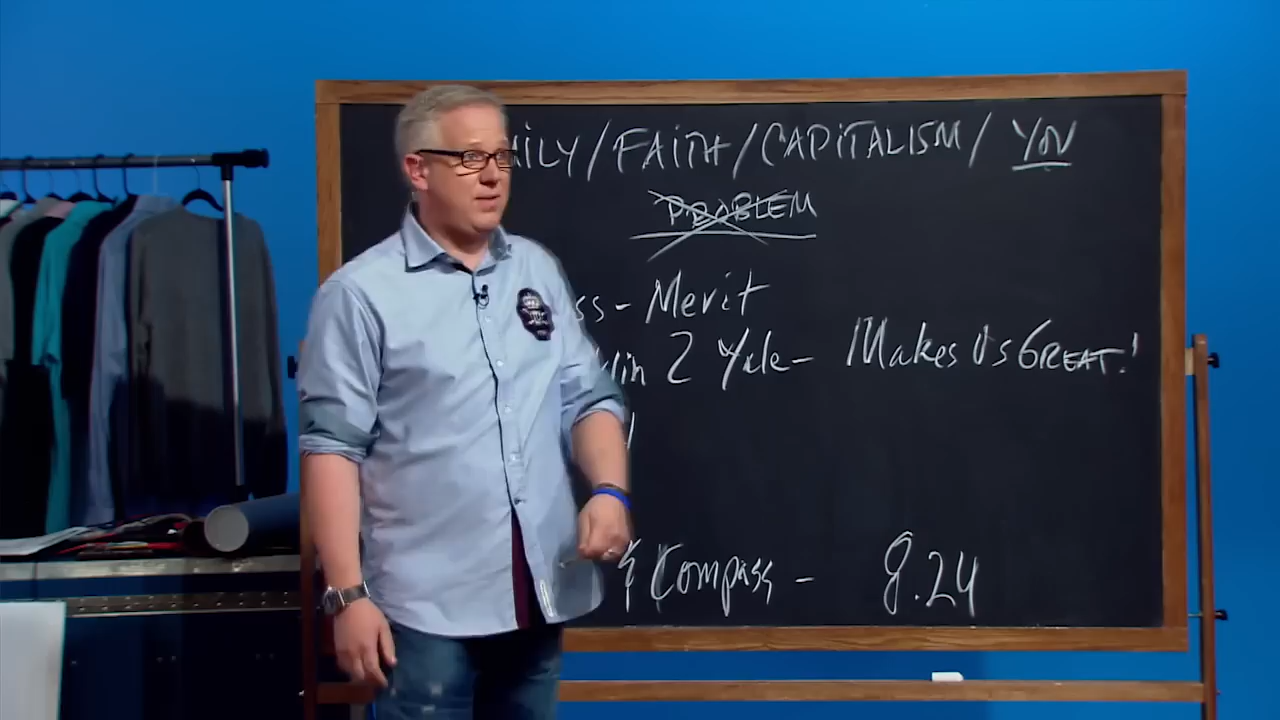 ILY/FAITH/CAPITALISM/ YOU
PROBLEM
ss - Merit
lin 2 Yale - Makes Us GREAT!
& Compass - 8.24